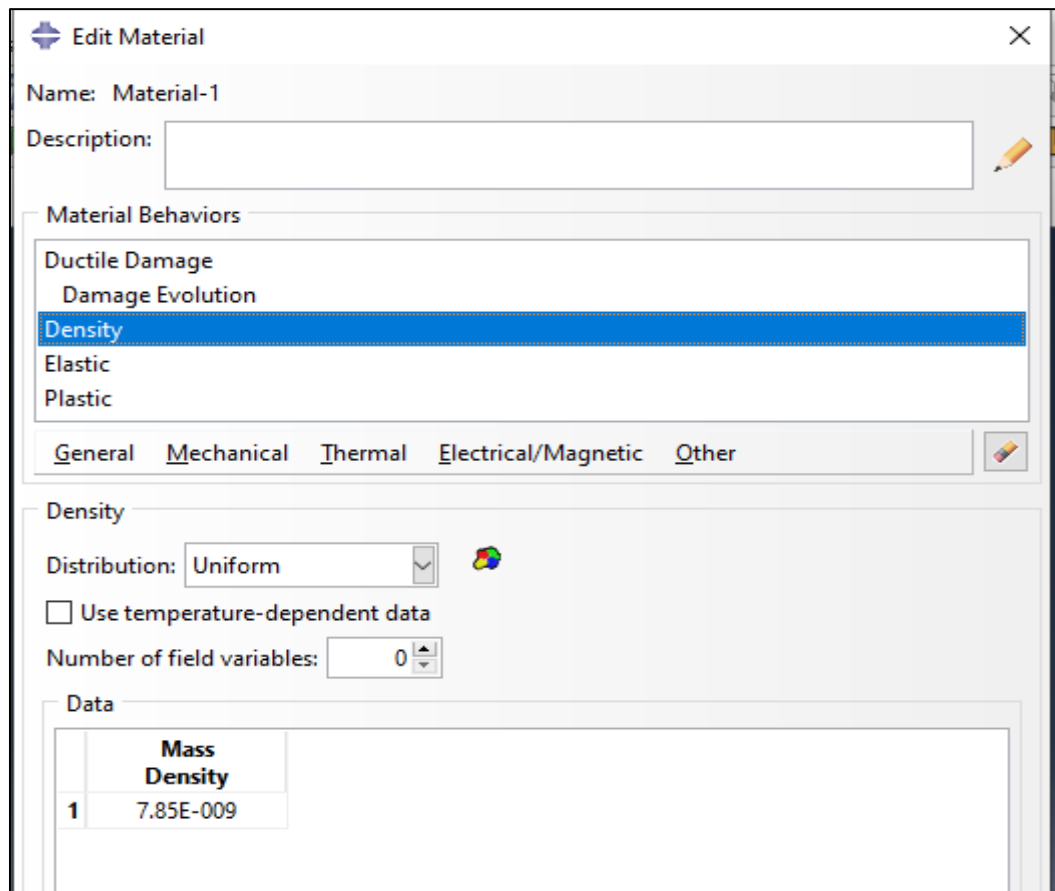 Edit Material
Name: Material-1
Description:
Material Behaviors
Ductile Damage
Damage Evolution
Density
Elastic
Plastic
General Mechanical Thermal Electrical/Magnetic Other
Density
Distribution: Uniform
Use temperature-dependent data
Number of field variables: 0
Data
Mass
Density
1 7.85E-009